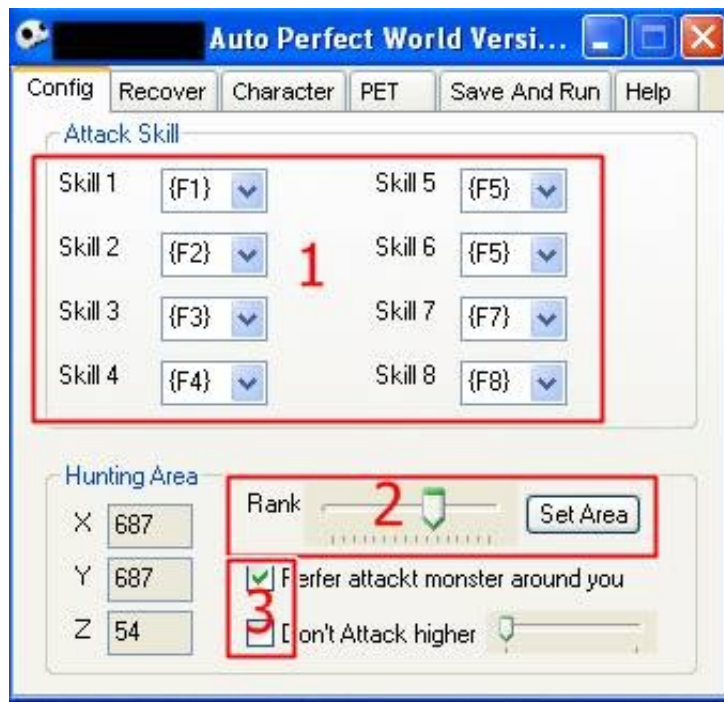 Auto Perfect World Versi...
Config Recover Character PET Save And Run Help
Attack Skill
Skill 1 {F1} Skill 5 {F5}
Skill 2 {F2} Skill 6 {F5}
1
Skill 3 {F3} Skill 7 {F7}
Skill 4 {F4} Skill 8 {F8}
Hunting Area
Rank 2 Set Area
X 687
Y 687 Perfer attackt monster around you
3
Z 54 Don't Attack higher